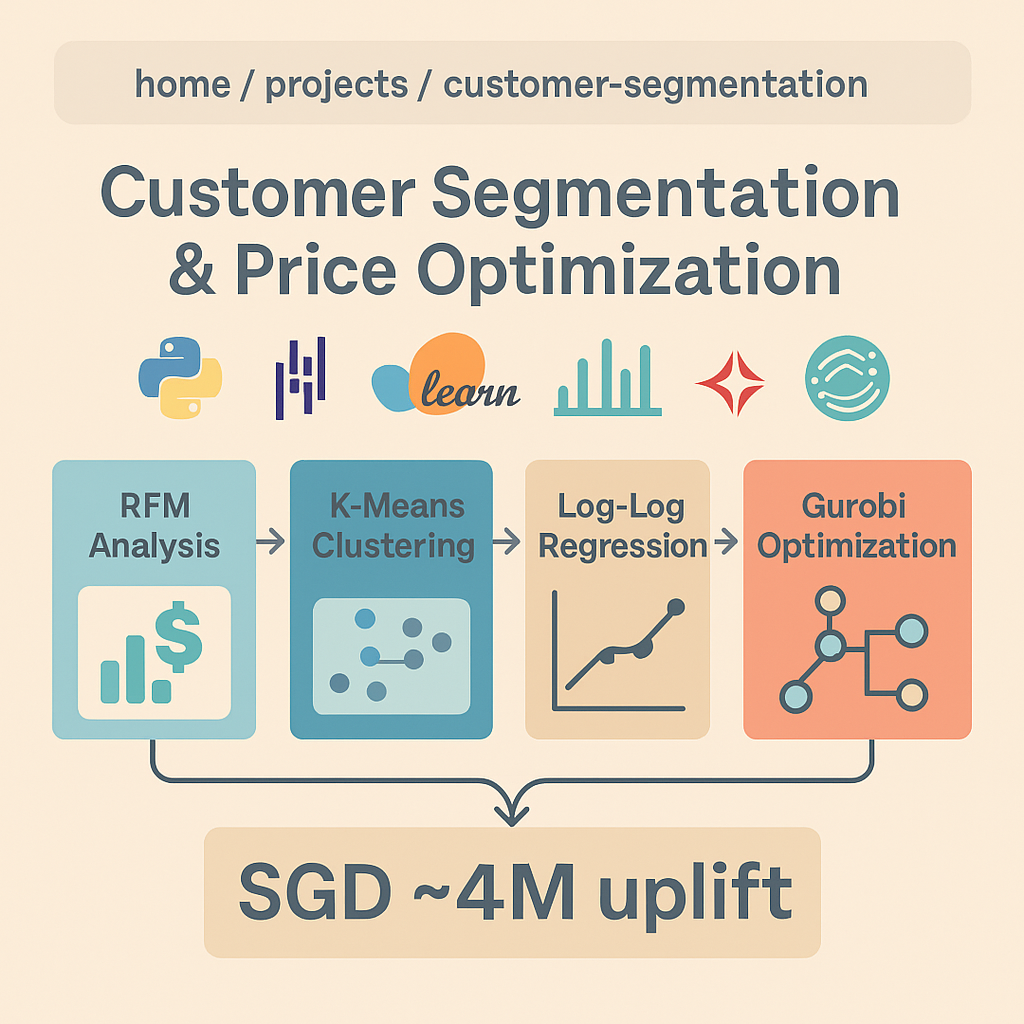 home / projects / customer-segmentation
Customer Segmentation
& Price Optimization
learn
RFM
Analysis
K-Means
Clustering
Log-Log
Regression
Gurobi
Optimization
$
SGD ~4M uplift